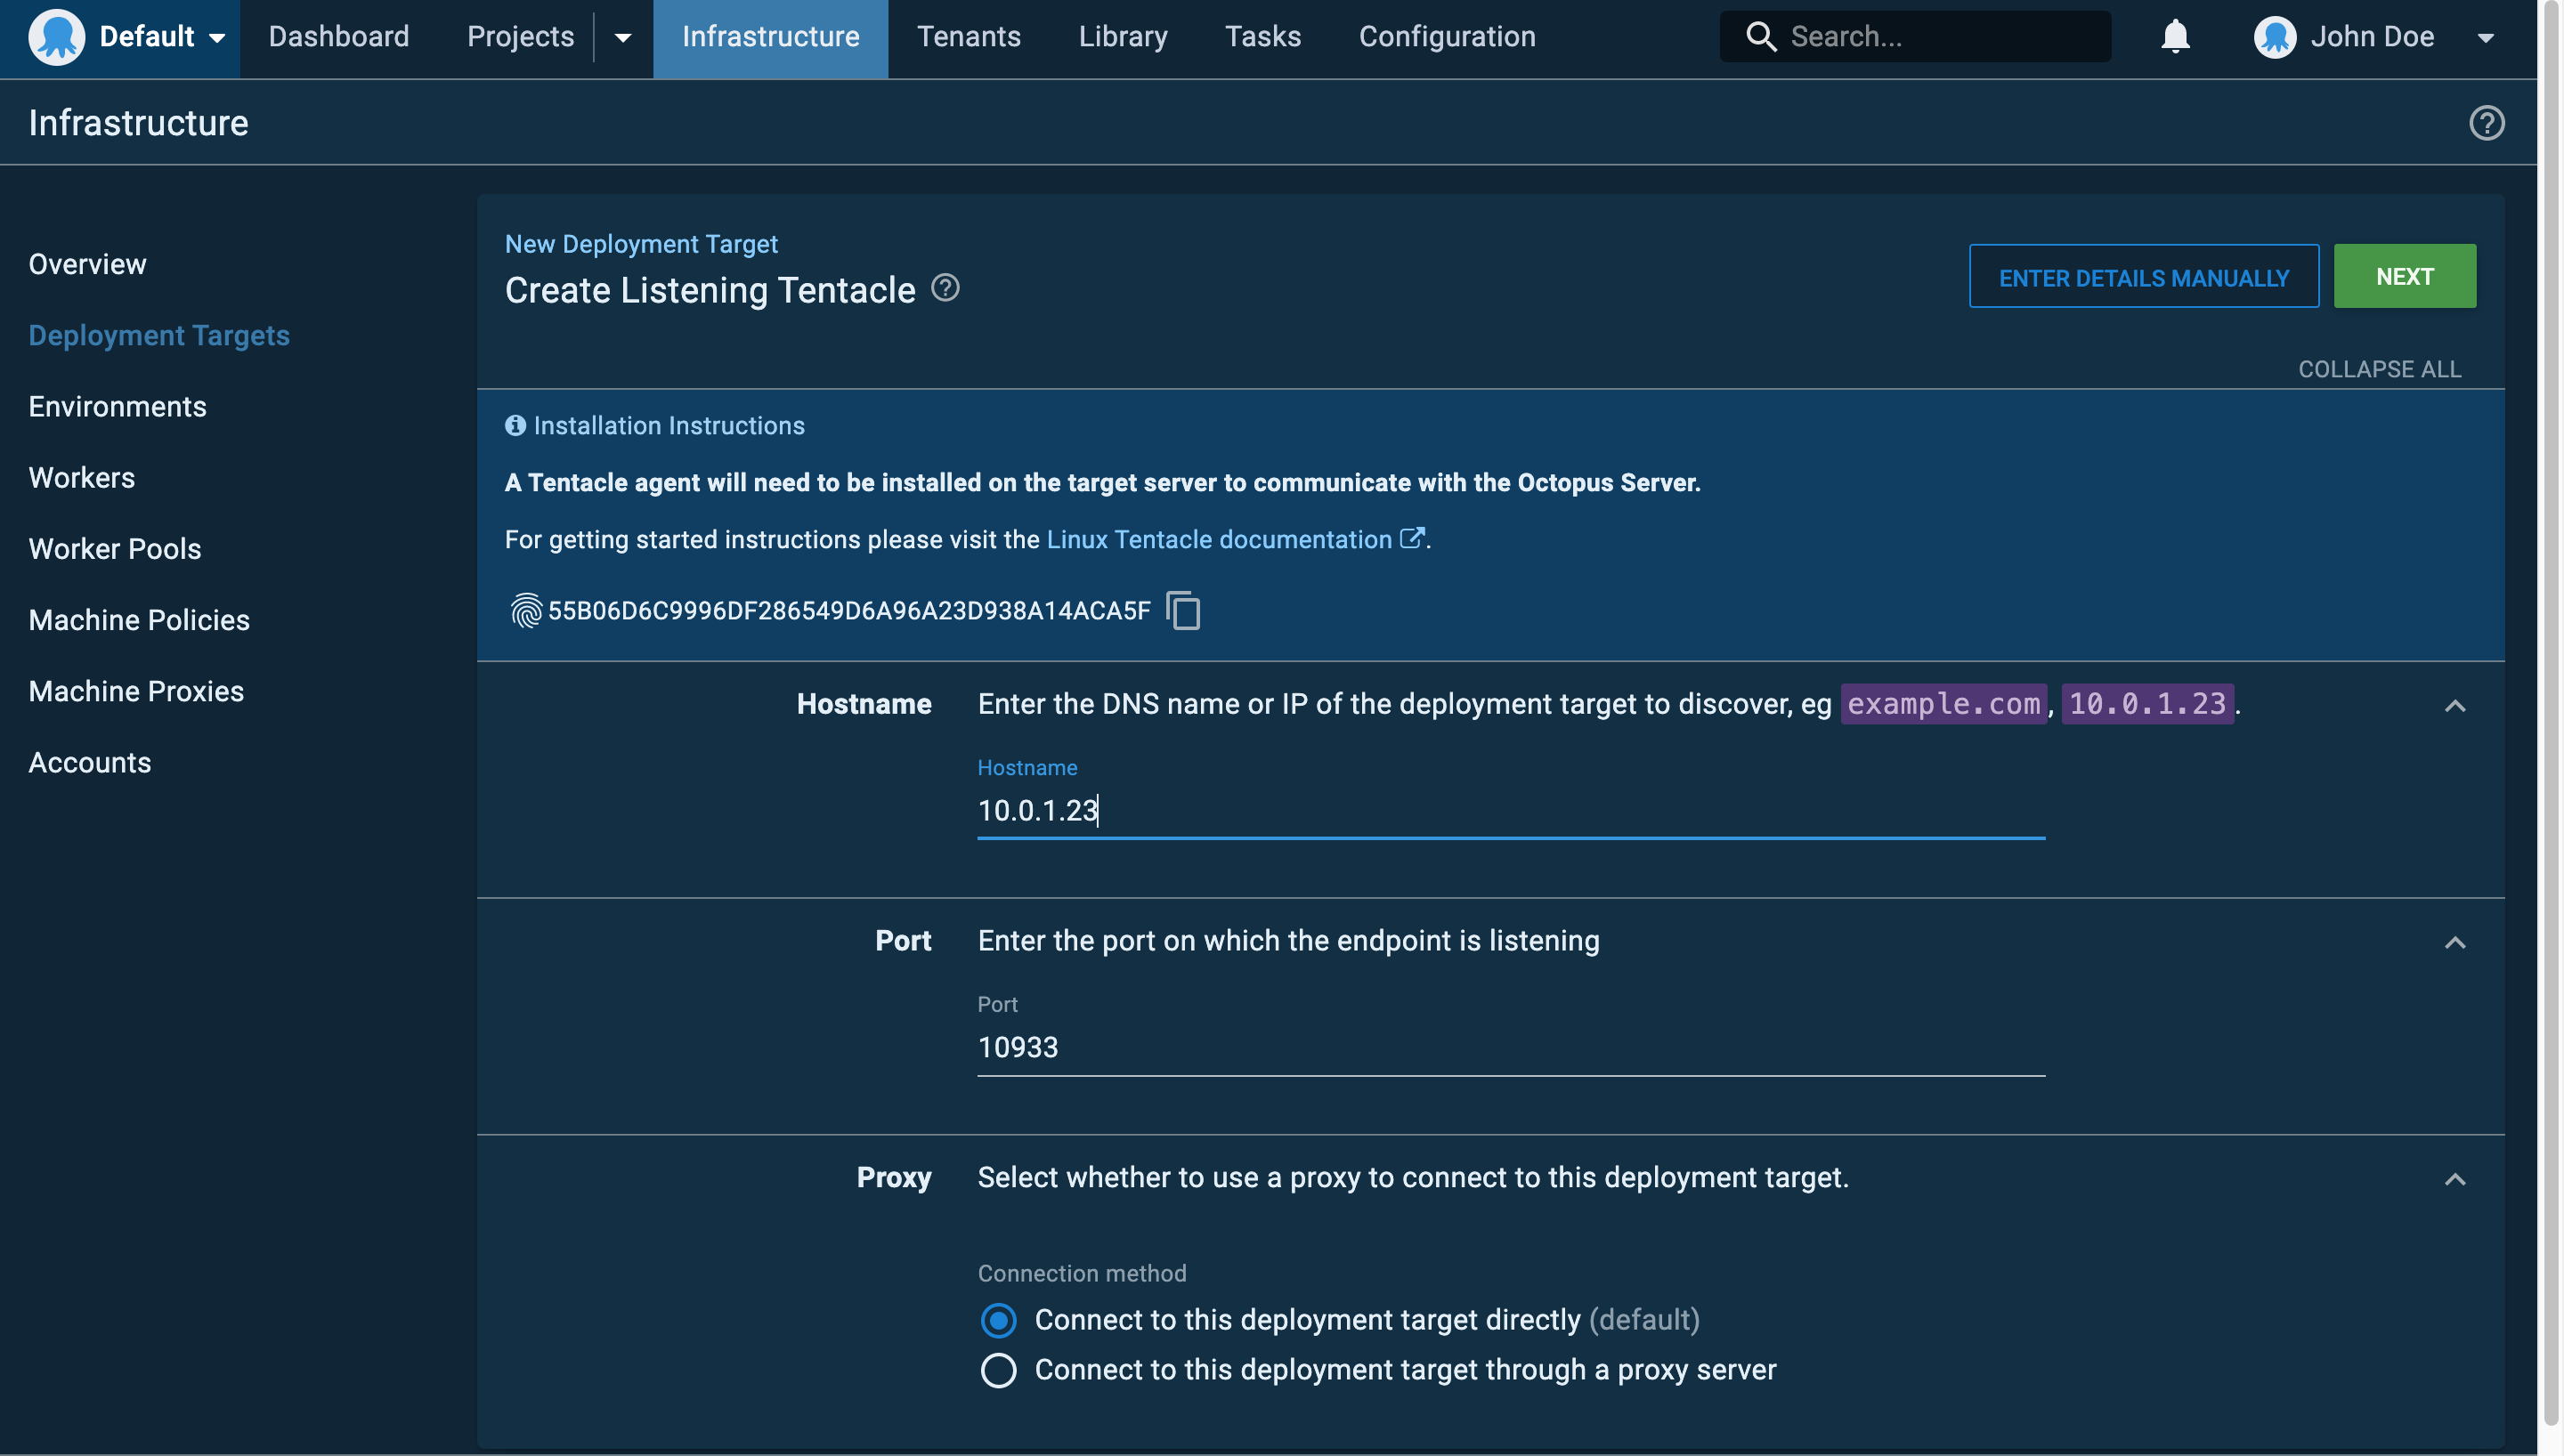 Default Dashboard Projects Infrastructure Tenants Library Tasks Configuration Search... John Doe
Infrastructure
Overview
Deployment Targets
Environments
Workers
Worker Pools
Machine Policies
Machine Proxies
Accounts
New Deployment Target
Create Listening Tentacle
ENTER DETAILS MANUALLY NEXT
COLLAPSE ALL
Installation Instructions
A Tentacle agent will need to be installed on the target server to communicate with the Octopus Server.
For getting started instructions please visit the Linux Tentacle documentation.
55B06D6C9996DF286549D6A96A23D938A14ACA5F
Hostname Enter the DNS name or IP of the deployment target to discover, eg example.com, 10.0.1.23.
Hostname
10.0.1.23
Port Enter the port on which the endpoint is listening
Port
10933
Proxy Select whether to use a proxy to connect to this deployment target.
Connection method
Connect to this deployment target directly (default)
Connect to this deployment target through a proxy server